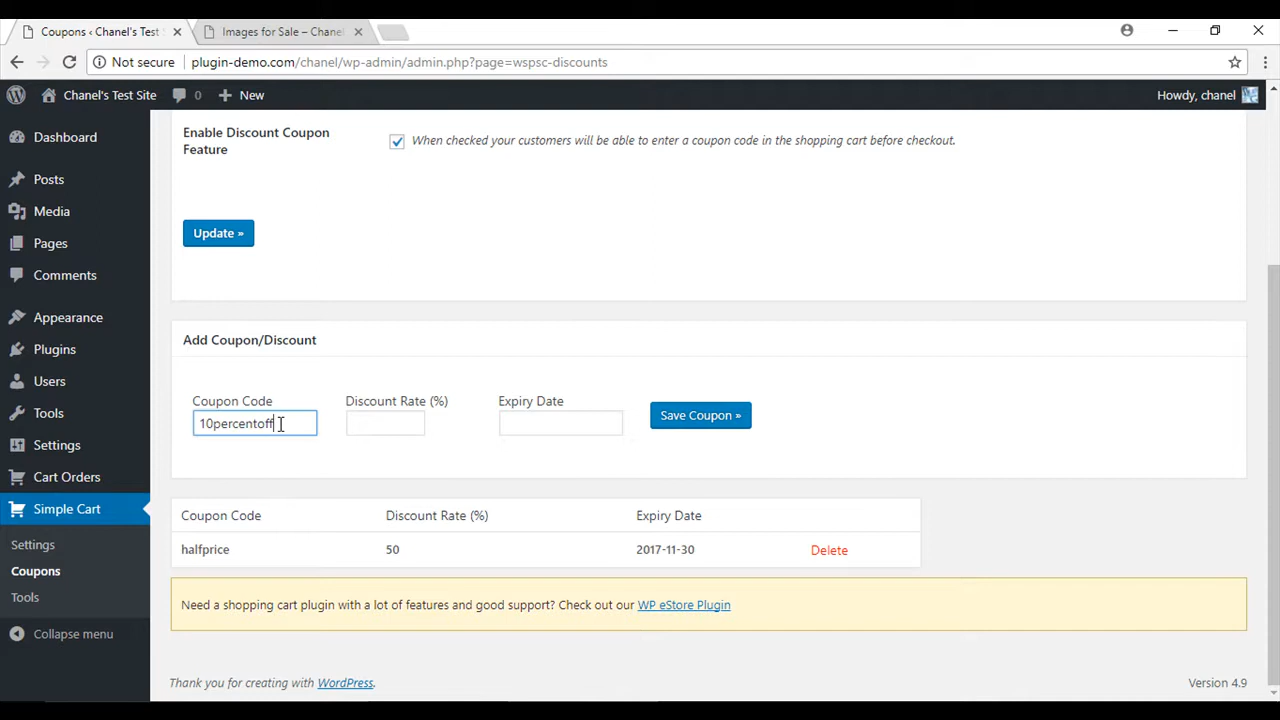 Coupons ‹ Chanel's Test
Images for Sale – Chane
Not secure
plugin-demo.com/chanel/wp-admin/admin.php?page=wspsc-discounts
Chanel's Test Site
0
New
Howdy, chanel
Dashboard
Posts
Media
Pages
Comments
Appearance
Plugins
Users
Tools
Settings
Cart Orders
Simple Cart
Settings
Coupons
Tools
Collapse menu
Enable Discount Coupon
Feature
When checked your customers will be able to enter a coupon code in the shopping cart before checkout.
Update »
Add Coupon/Discount
Coupon Code
Discount Rate (%)
Expiry Date
10percentoff
Save Coupon »
Coupon Code
Discount Rate (%)
Expiry Date
halfprice
50
2017-11-30
Delete
Need a shopping cart plugin with a lot of features and good support? Check out our WP eStore Plugin
Thank you for creating with WordPress.
Version 4.9